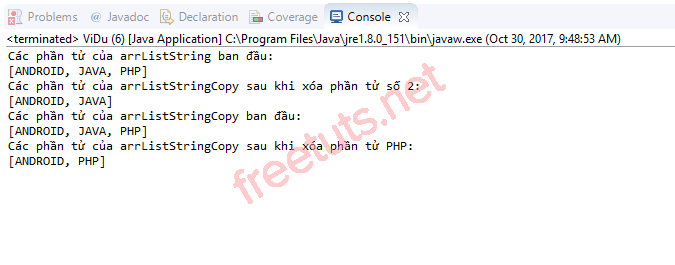 Problems @ Javadoc Declaration Coverage Console
<terminated> ViDu (6) [Java Application] C:\Program Files\Java\jre1.8.0_151\bin\javaw.exe (Oct 30, 2017, 9:48:53 AM)
Các phần tử của arrListString ban đầu:
[ANDROID, JAVA, PHP]
Các phần tử của arrListStringCopy sau khi xóa phần tử số 2:
[ANDROID, JAVA]
Các phần tử của arrListStringCopy ban đầu:
[ANDROID, JAVA, PHP]
Các phần tử của arrListStringCopy sau khi xóa phần tử PHP:
[ANDROID, PHP]
freetuts.net